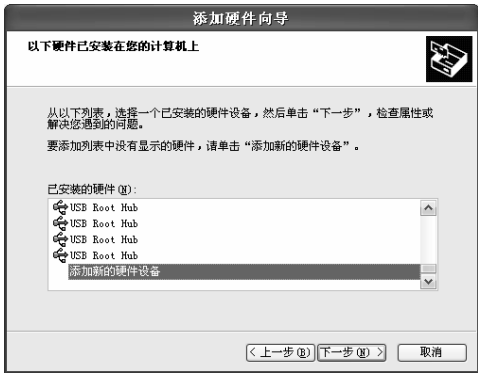 添加硬件向导
以下硬件已安装在您的计算机上
从以下列表，选择一个已安装的硬件设备，然后单击“下一步”，检查属性或
解决您遇到的问题。
要添加列表中没有显示的硬件，请单击“添加新的硬件设备”。
已安装的硬件(N):
USB Root Hub
USB Root Hub
USB Root Hub
USB Root Hub
添加新的硬件设备
<上一步(B) 下一步(N)> 取消